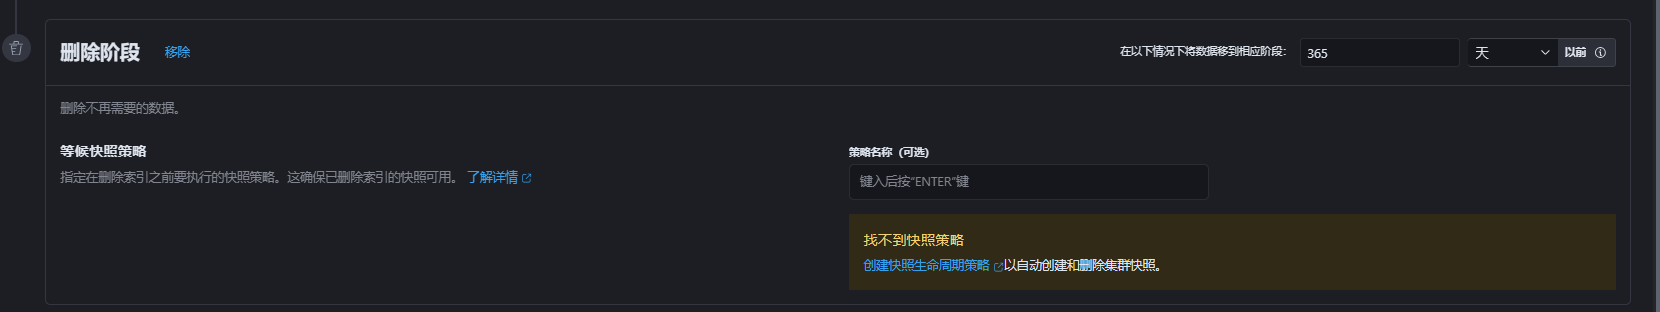 删除阶段 移除 在以下情况下将数据移到相应阶段： 365 天 以前
删除不再需要的数据。
等候快照策略
指定在删除索引之前要执行的快照策略。这确保已删除索引的快照可用。 了解详情
策略名称（可选）
键入后按“ENTER”键
找不到快照策略
创建快照生命周期策略 以自动创建和删除集群快照。